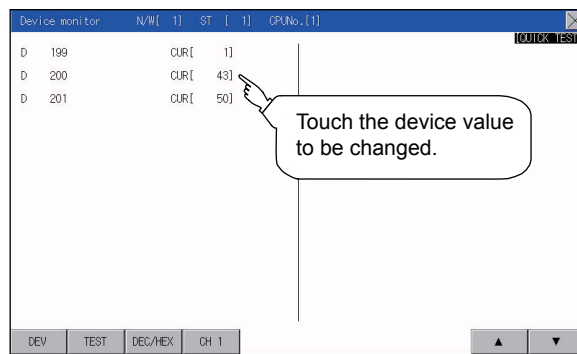 Device monitor N/W[ 1] ST [ 1] CPUNo.[1]
[QUICK TEST
D 199 CUR[ 1]
D 200 CUR[ 43]
D 201 CUR[ 50]
Touch the device value
to be changed.
DEV TEST DEC/HEX CH 1 ▲ ▼